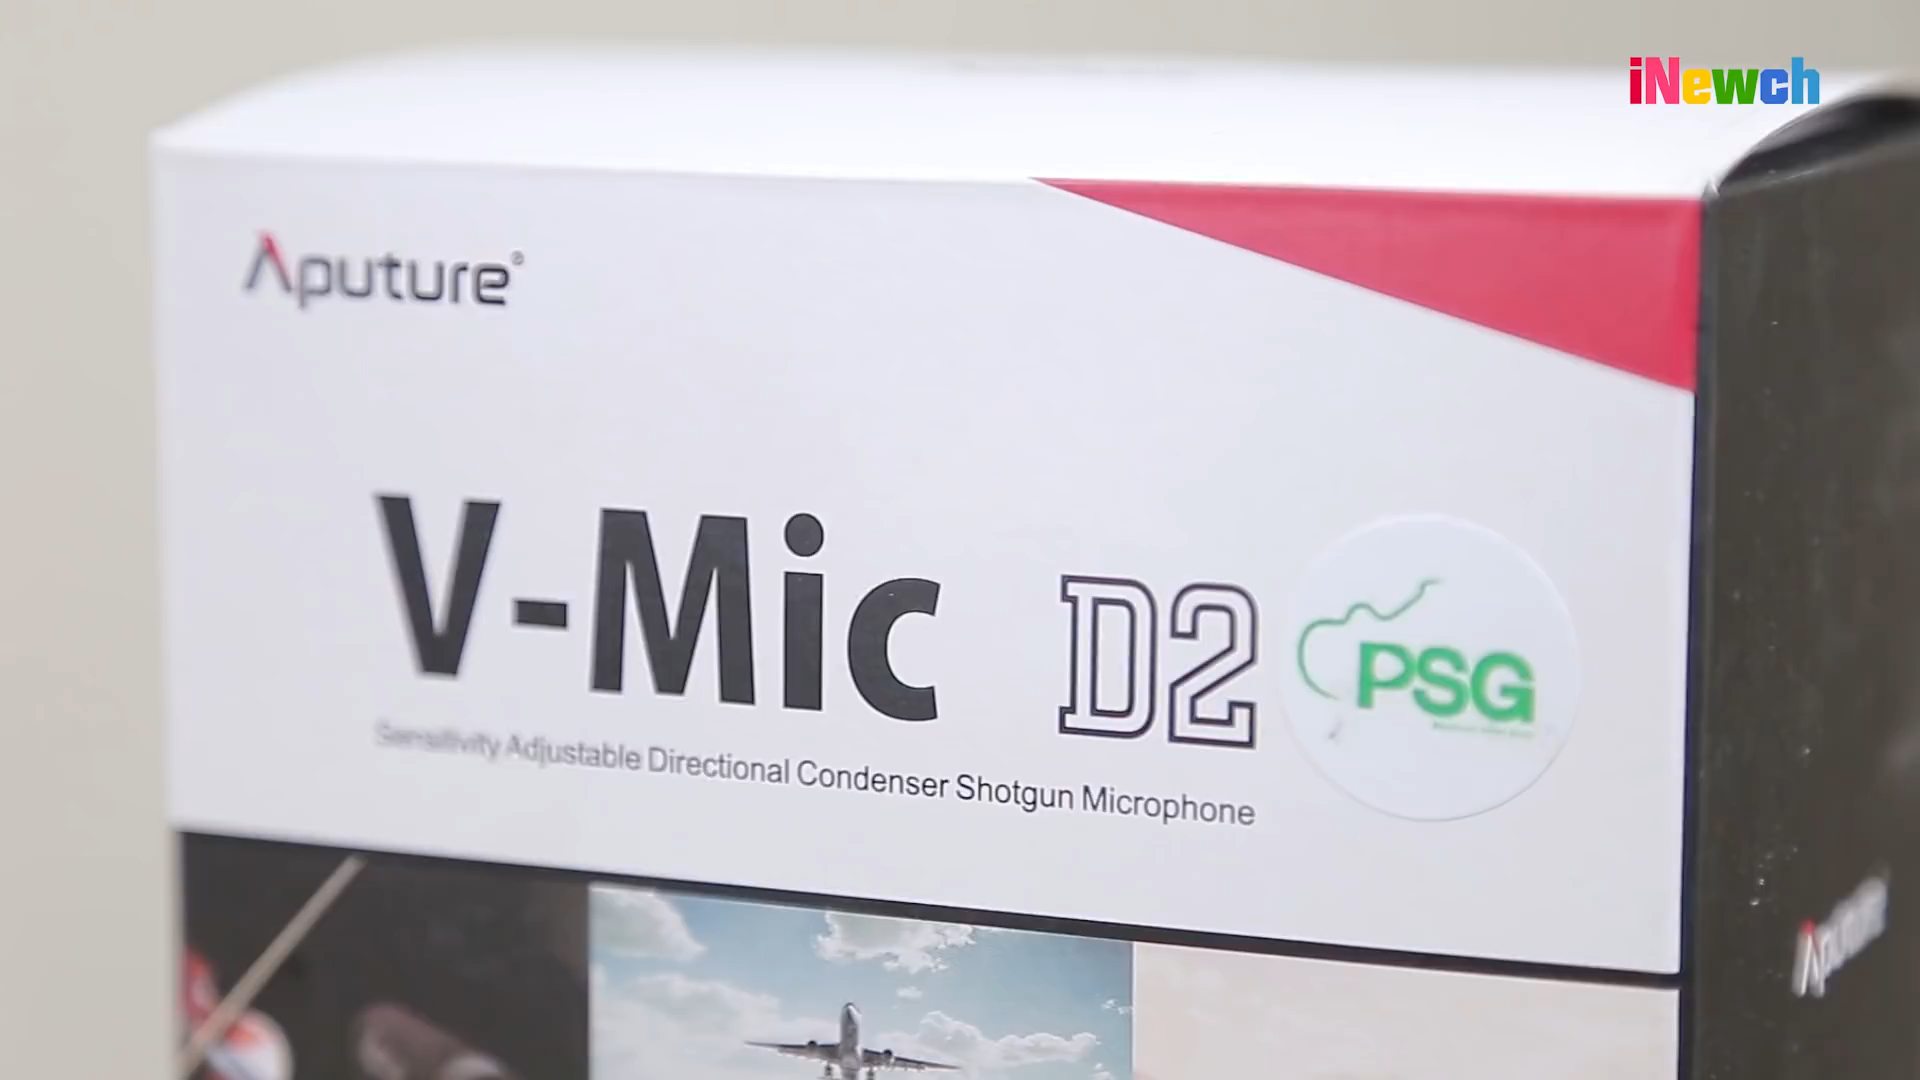 iNewch
Aputure®
V-Mic D2
PSG
Sensitivity Adjustable Directional Condenser Shotgun Microphone
Aputure